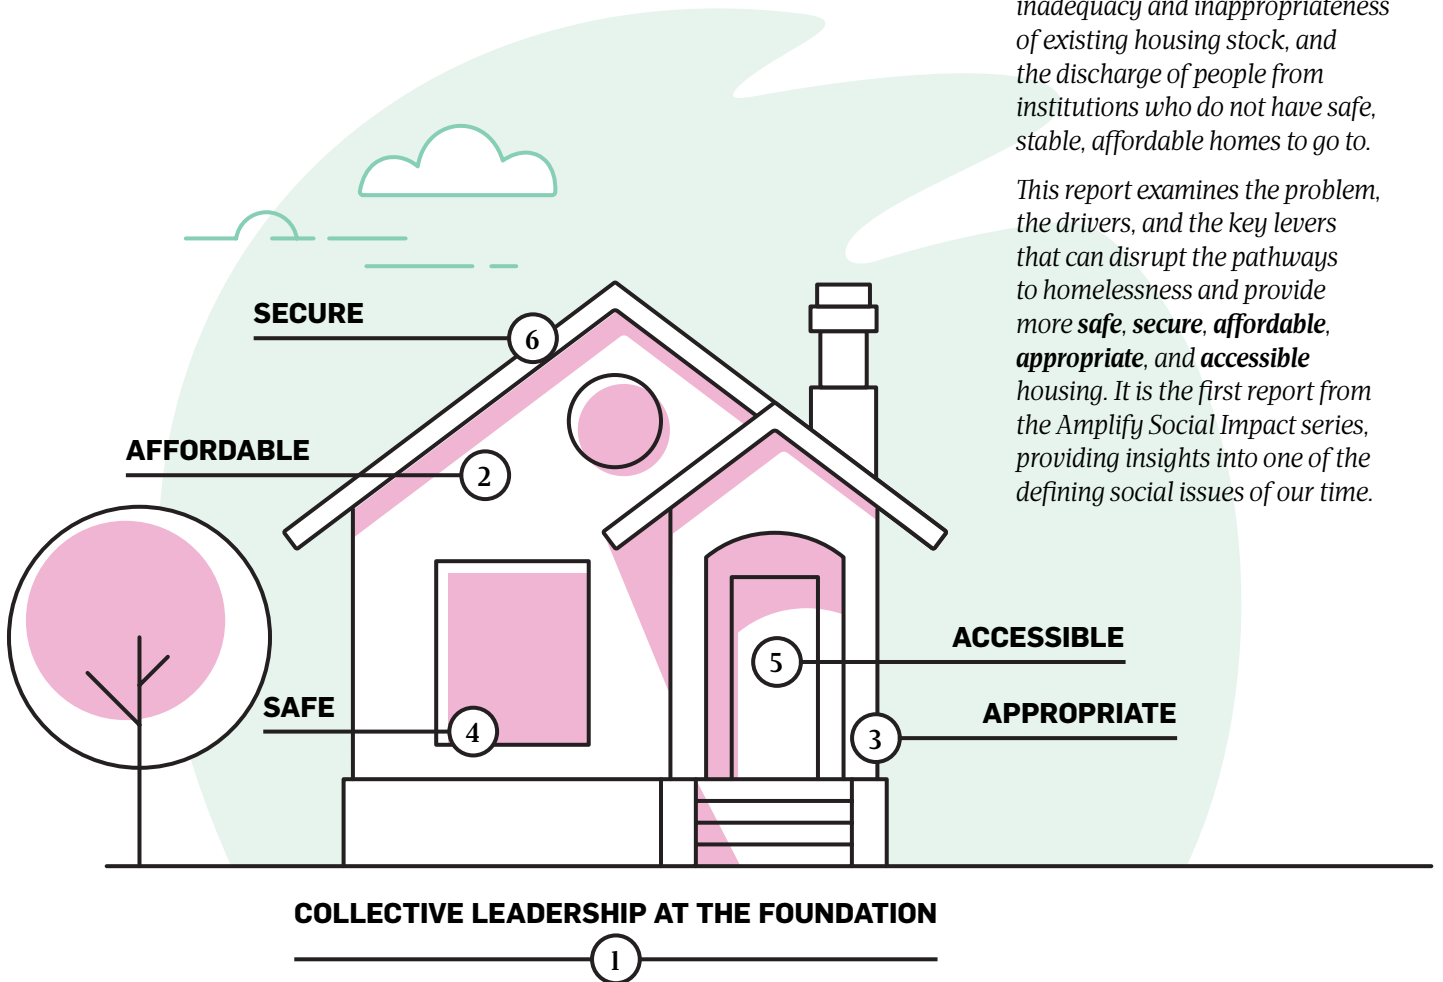 inadequacy and inappropriateness
of existing housing stock, and
the discharge of people from
institutions who do not have safe,
stable, affordable homes to go to.
This report examines the problem,
the drivers, and the key levers
that can disrupt the pathways
to homelessness and provide
more safe, secure, affordable,
appropriate, and accessible
housing. It is the first report from
the Amplify Social Impact series,
providing insights into one of the
defining social issues of our time.
SECURE
6
AFFORDABLE
2
ACCESSIBLE
5
SAFE
4
APPROPRIATE
3
COLLECTIVE LEADERSHIP AT THE FOUNDATION
1